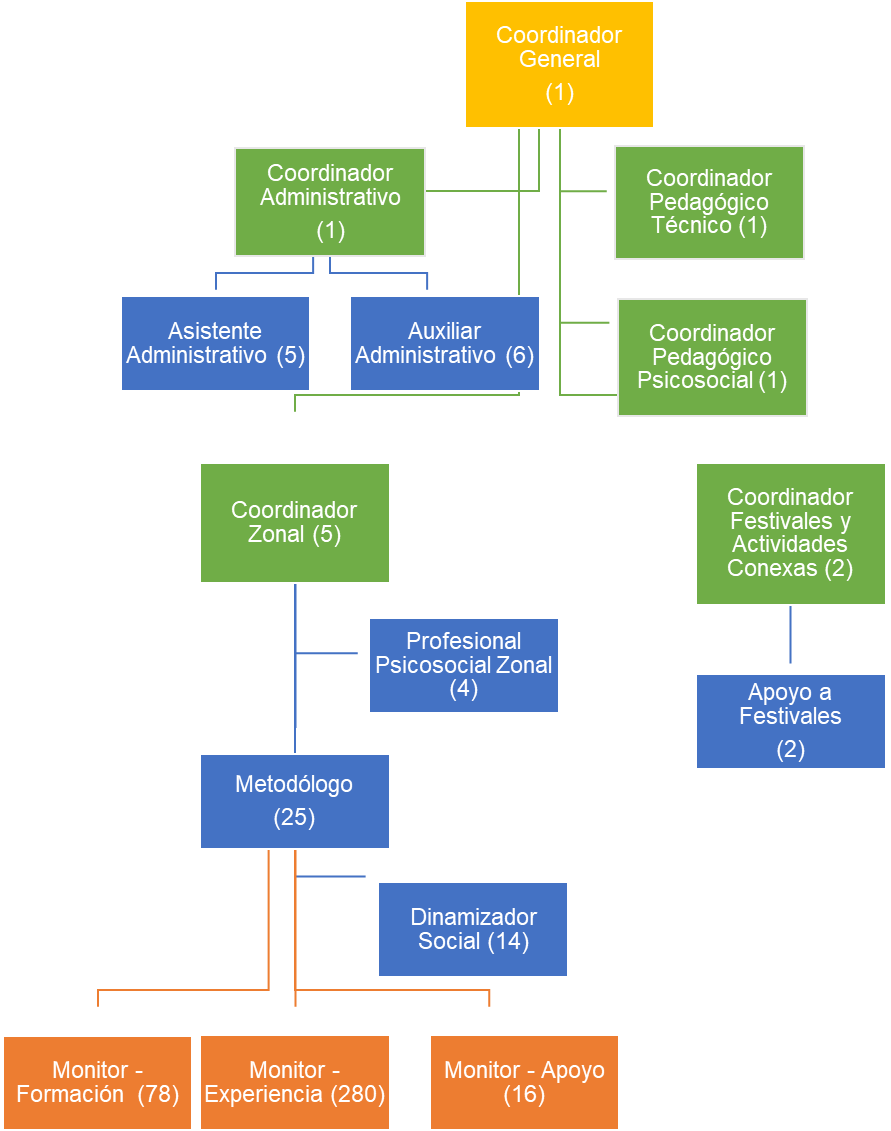 Coordinador
General
(1)
Coordinador
Administrativo
(1)
Coordinador
Pedagógico
Técnico (1)
Asistente
Administrativo (5)
Auxiliar
Administrativo (6)
Coordinador
Pedagógico
Psicosocial (1)
Coordinador
Zonal (5)
Coordinador
Festivales y
Actividades
Conexas (2)
Profesional
Psicosocial Zonal
(4)
Apoyo a
Festivales
(2)
Metodólogo
(25)
Dinamizador
Social (14)
Monitor -
Formación (78)
Monitor -
Experiencia (280)
Monitor - Apoyo
(16)